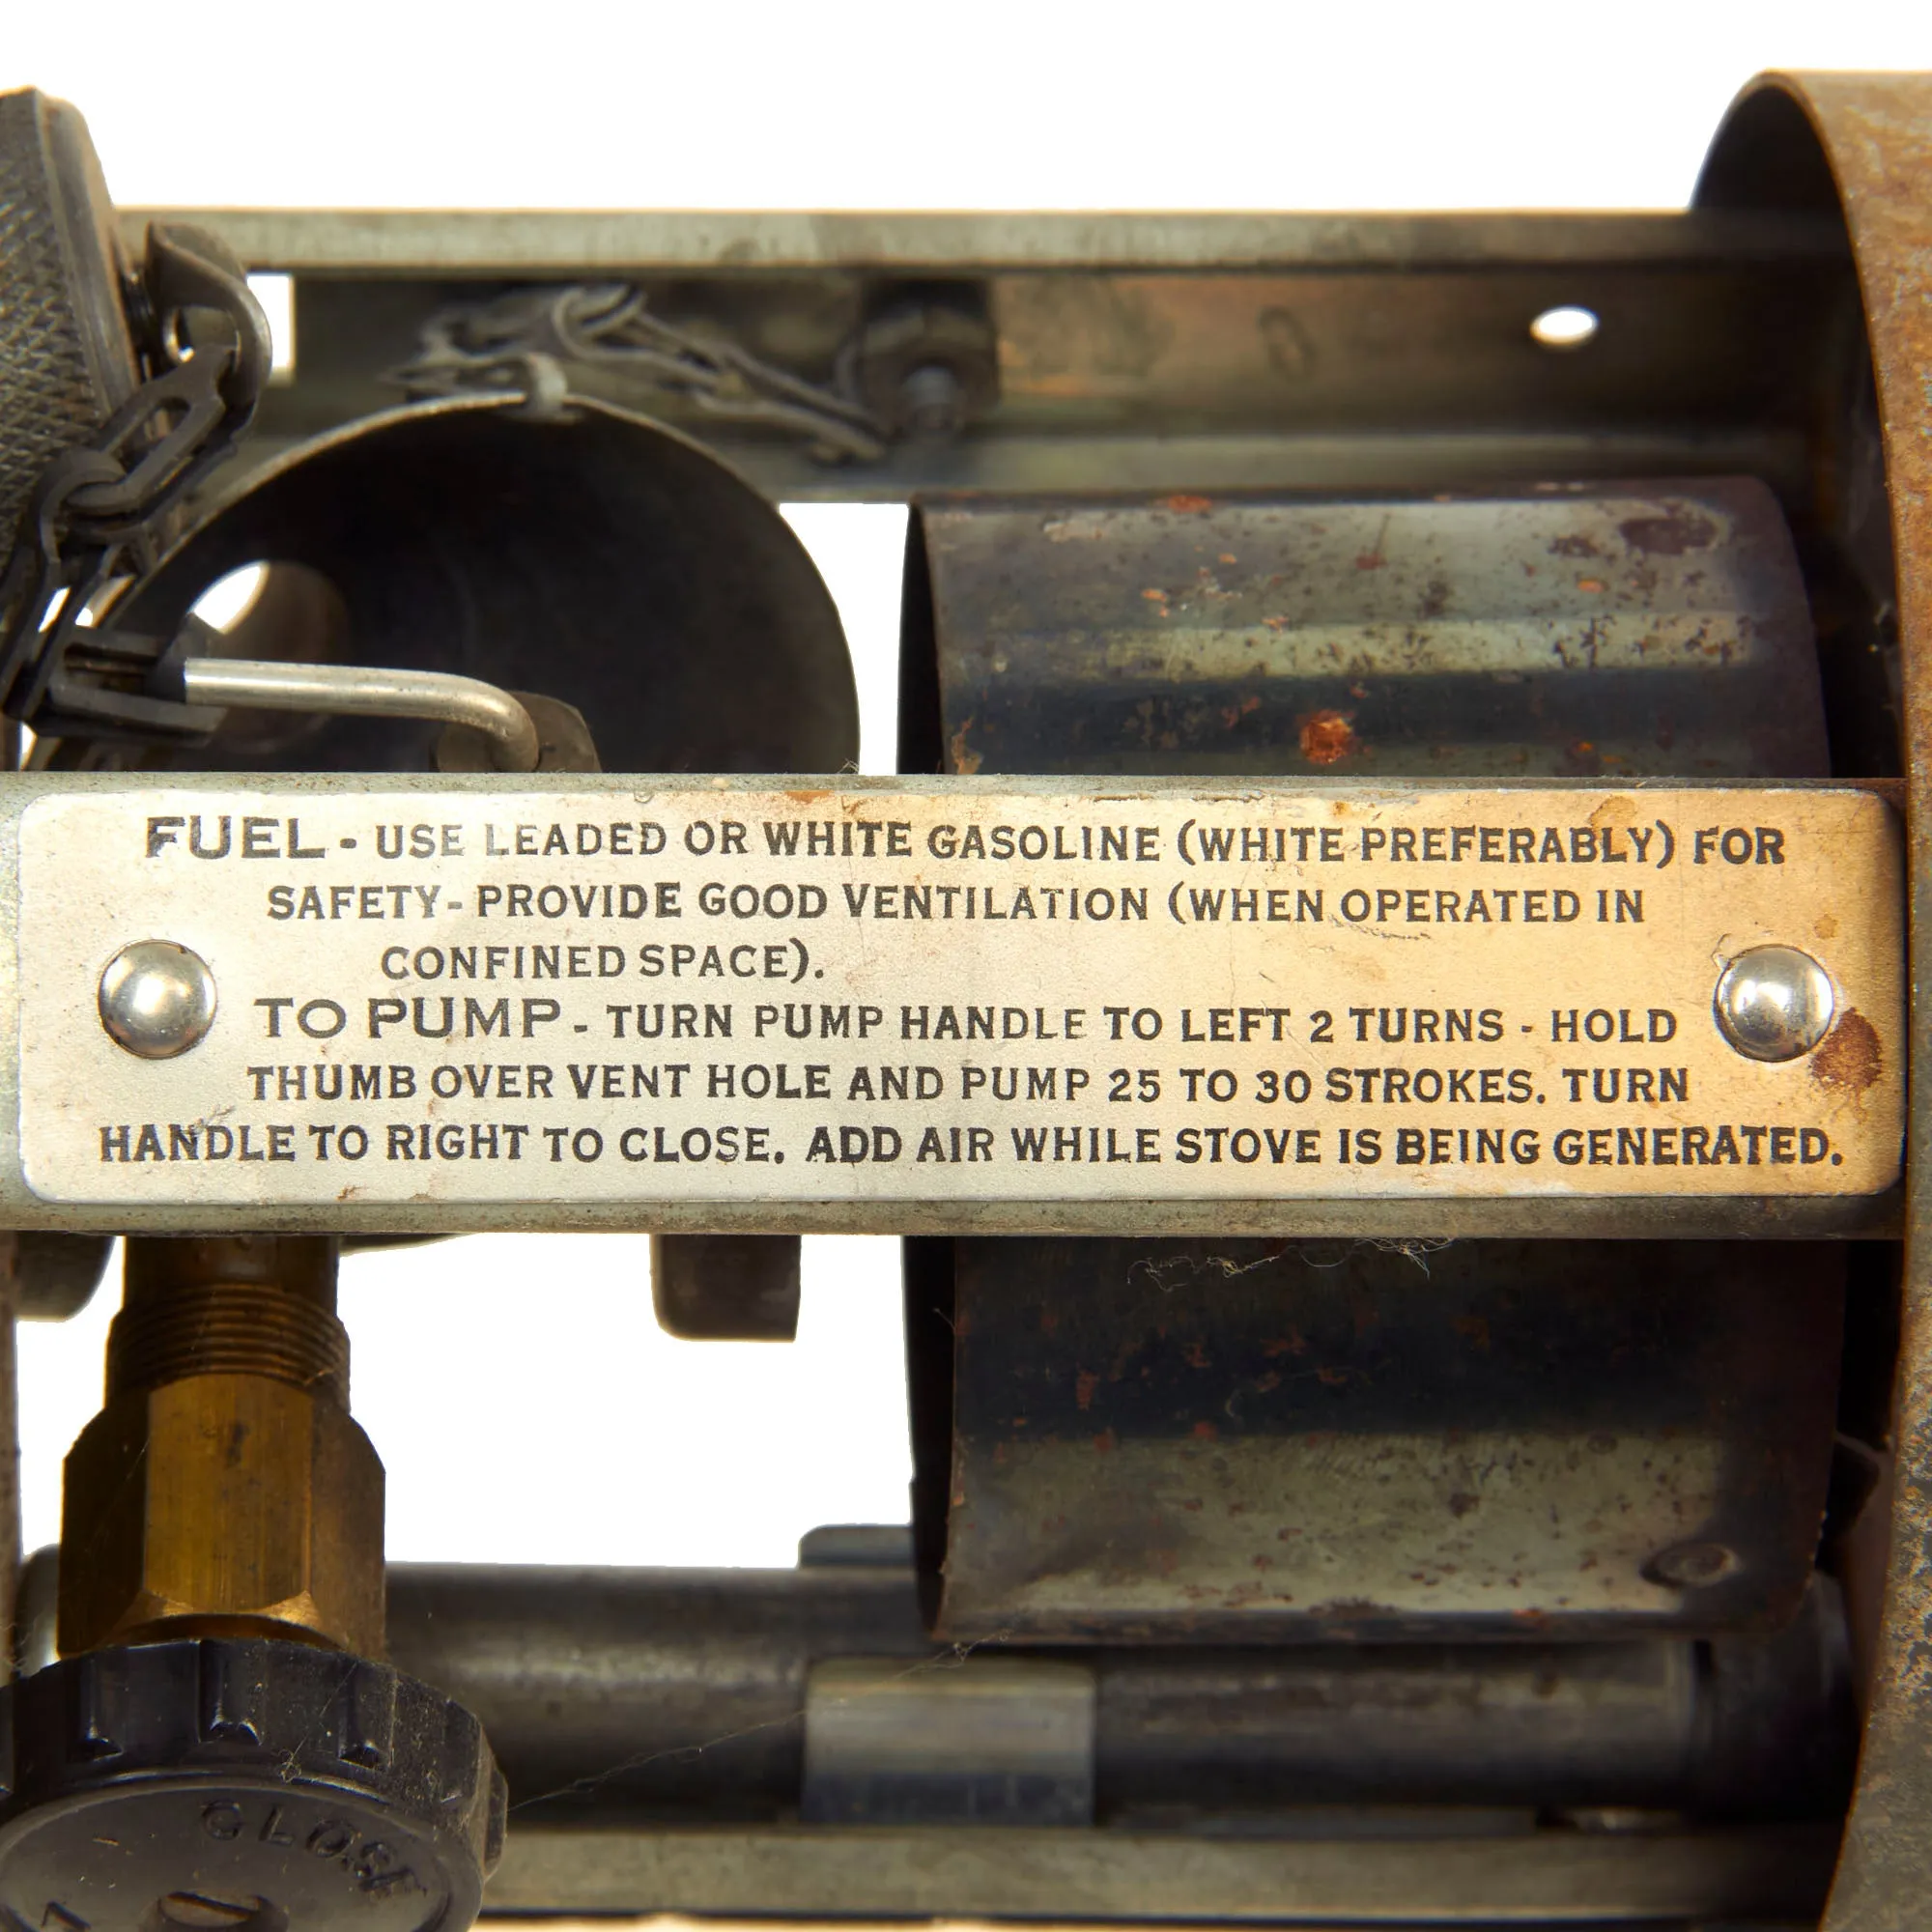 FUEL - USE LEADED OR WHITE GASOLINE (WHITE PREFERABLY) FOR
SAFETY - PROVIDE GOOD VENTILATION (WHEN OPERATED IN
CONFINED SPACE).
TO PUMP - TURN PUMP HANDLE TO LEFT 2 TURNS - HOLD
THUMB OVER VENT HOLE AND PUMP 25 TO 30 STROKES. TURN
HANDLE TO RIGHT TO CLOSE. ADD AIR WHILE STOVE IS BEING GENERATED.
CLOSE